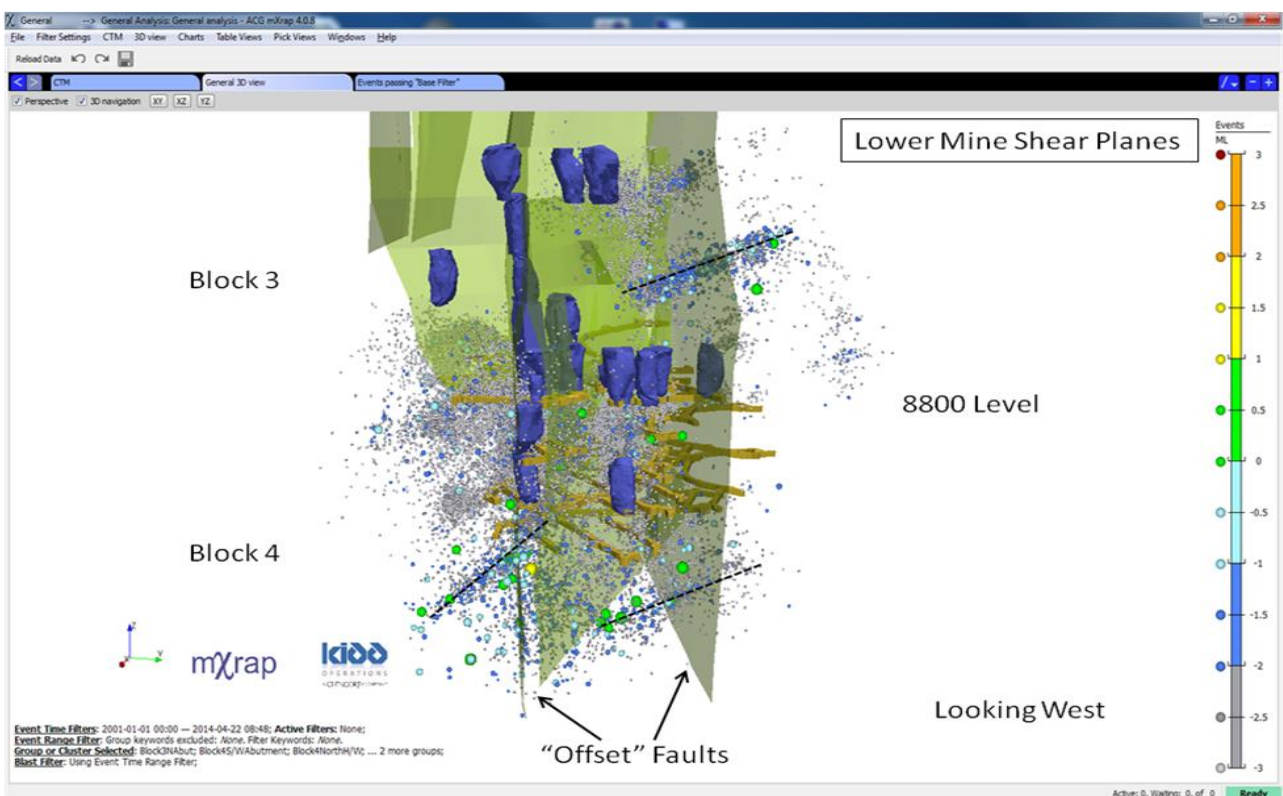 General --> General Analysis: General analysis - ACG mXrap 4.0.8
File Filter Settings CTM 3D view Charts Table Views Pick Views Windows Help
Reload Data
CTM General 3D view Events passing "Base Filter"
Perspective 3D navigation XY XZ YZ
Lower Mine Shear Planes
Events
ML
3
2.5
2
1.5
1
0.5
0
-0.5
-1
-1.5
-2
-2.5
-3
Block 3
8800 Level
Block 4
Z
X Y
mXrap
kidd
OPERATIONS
Looking West
"Offset" Faults
Event Time Filters: 2001-01-01 00:00 — 2014-04-22 08:48; Active Filters: None;
Event Range Filter: Group keywords excluded: None. Filter Keywords: None.
Group or Cluster Selected: Block3NAbut; Block4S/WAbutment; Block4NorthH/W; ... 2 more groups;
Blast Filter: Using Event Time Range Filter;
Active: 0, Waiting: 0, of 0 Ready